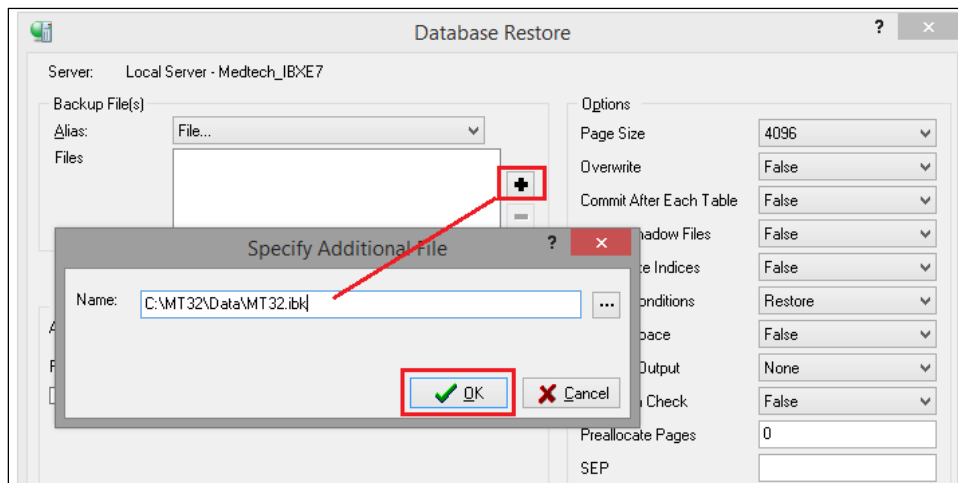 Database Restore
?
Server: Local Server - Medtech_IBXE7
Backup File(s)
Alias: File...
Files
Options
Page Size 4096
Overwrite False
Commit After Each Table False
hadow Files False
Indices False
onditions Restore
pace False
Output None
Check False
Preallocate Pages 0
SEP
Specify Additional File
?
Name: C:\MT32\Data\MT32.ibk
...
OK
Cancel